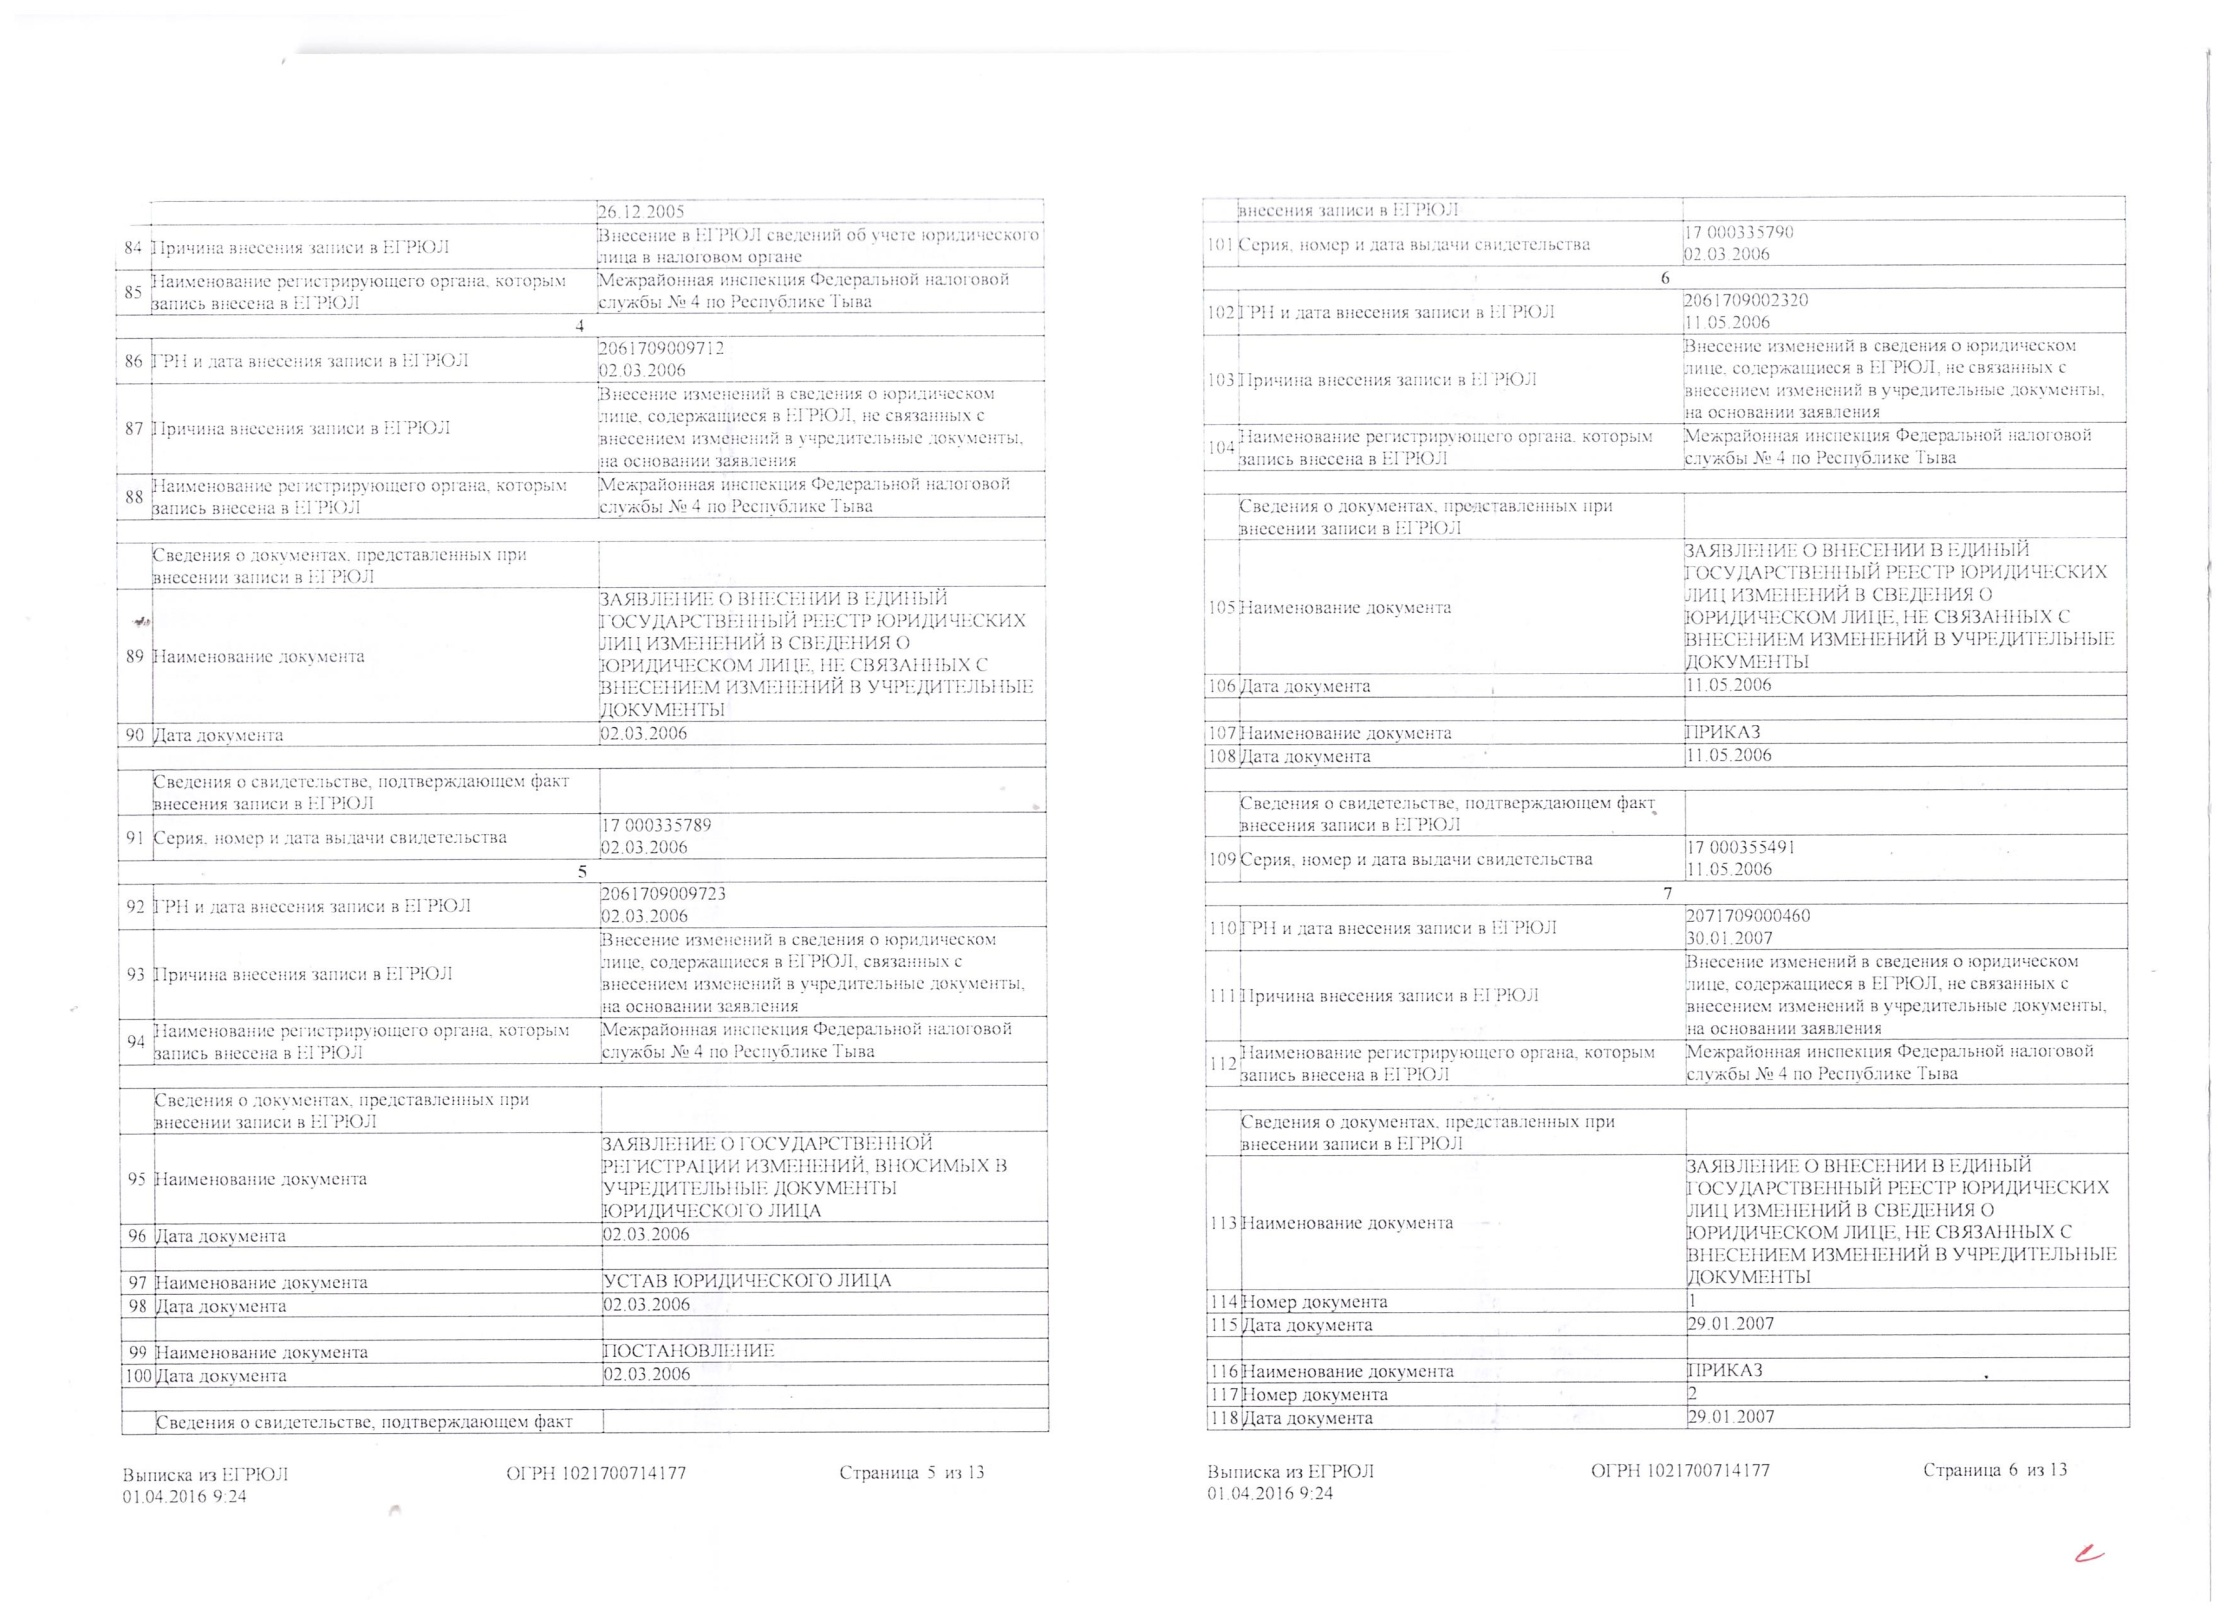 26.12.2005
84 Причина внесения записи в ЕГРЮЛ
Внесение в ЕГРЮЛ сведений об учете юридического
лица в налоговом органе
85 Наименование регистрирующего органа, которым
запись внесена в ЕГРЮЛ
Межрайонная инспекция Федеральной налоговой
службы № 4 по Республике Тыва
4
86 ГРН и дата внесения записи в ЕГРЮЛ
2061709009712
02.03.2006
87 Причина внесения записи в ЕГРЮЛ
Внесение изменений в сведения о юридическом
лице, содержащиеся в ЕГРЮЛ, не связанных с
внесением изменений в учредительные документы,
на основании заявления
88 Наименование регистрирующего органа, которым
запись внесена в ЕГРЮЛ
Межрайонная инспекция Федеральной налоговой
службы № 4 по Республике Тыва
Сведения о документах, представленных при
внесении записи в ЕГРЮЛ
89 Наименование документа
ЗАЯВЛЕНИЕ О ВНЕСЕНИИ В ЕДИНЫЙ
ГОСУДАРСТВЕННЫЙ РЕЕСТР ЮРИДИЧЕСКИХ
ЛИЦ ИЗМЕНЕНИЙ В СВЕДЕНИЯ О
ЮРИДИЧЕСКОМ ЛИЦЕ, НЕ СВЯЗАННЫХ С
ВНЕСЕНИЕМ ИЗМЕНЕНИЙ В УЧРЕДИТЕЛЬНЫЕ
ДОКУМЕНТЫ
90 Дата документа 02.03.2006
Сведения о свидетельстве, подтверждающем факт
внесения записи в ЕГРЮЛ
91 Серия, номер и дата выдачи свидетельства
17 000335789
02.03.2006
5
92 ГРН и дата внесения записи в ЕГРЮЛ
2061709009723
02.03.2006
93 Причина внесения записи в ЕГРЮЛ
Внесение изменений в сведения о юридическом
лице, содержащиеся в ЕГРЮЛ, связанных с
внесением изменений в учредительные документы,
на основании заявления
94 Наименование регистрирующего органа, которым
запись внесена в ЕГРЮЛ
Межрайонная инспекция Федеральной налоговой
службы № 4 по Республике Тыва
Сведения о документах, представленных при
внесении записи в ЕГРЮЛ
95 Наименование документа
ЗАЯВЛЕНИЕ О ГОСУДАРСТВЕННОЙ
РЕГИСТРАЦИИ ИЗМЕНЕНИЙ, ВНОСИМЫХ В
УЧРЕДИТЕЛЬНЫЕ ДОКУМЕНТЫ
ЮРИДИЧЕСКОГО ЛИЦА
96 Дата документа 02.03.2006
97 Наименование документа УСТАВ ЮРИДИЧЕСКОГО ЛИЦА
98 Дата документа 02.03.2006
99 Наименование документа ПОСТАНОВЛЕНИЕ
100 Дата документа 02.03.2006
Сведения о свидетельстве, подтверждающем факт
Выписка из ЕГРЮЛ ОГРН 1021700714177 Страница 5 из 13
01.04.2016 9:24
внесения записи в ЕГРЮЛ
101 Серия, номер и дата выдачи свидетельства
17 000335790
02.03.2006
6
102 ГРН и дата внесения записи в ЕГРЮЛ
2061709002320
11.05.2006
103 Причина внесения записи в ЕГРЮЛ
Внесение изменений в сведения о юридическом
лице, содержащиеся в ЕГРЮЛ, не связанных с
внесением изменений в учредительные документы,
на основании заявления
104 Наименование регистрирующего органа, которым
запись внесена в ЕГРЮЛ
Межрайонная инспекция Федеральной налоговой
службы № 4 по Республике Тыва
Сведения о документах, представленных при
внесении записи в ЕГРЮЛ
105 Наименование документа
ЗАЯВЛЕНИЕ О ВНЕСЕНИИ В ЕДИНЫЙ
ГОСУДАРСТВЕННЫЙ РЕЕСТР ЮРИДИЧЕСКИХ
ЛИЦ ИЗМЕНЕНИЙ В СВЕДЕНИЯ О
ЮРИДИЧЕСКОМ ЛИЦЕ, НЕ СВЯЗАННЫХ С
ВНЕСЕНИЕМ ИЗМЕНЕНИЙ В УЧРЕДИТЕЛЬНЫЕ
ДОКУМЕНТЫ
106 Дата документа 11.05.2006
107 Наименование документа ПРИКАЗ
108 Дата документа 11.05.2006
Сведения о свидетельстве, подтверждающем факт
внесения записи в ЕГРЮЛ
109 Серия, номер и дата выдачи свидетельства
17 000355491
11.05.2006
7
110 ГРН и дата внесения записи в ЕГРЮЛ
2071709000460
30.01.2007
111 Причина внесения записи в ЕГРЮЛ
Внесение изменений в сведения о юридическом
лице, содержащиеся в ЕГРЮЛ, не связанных с
внесением изменений в учредительные документы,
на основании заявления
112 Наименование регистрирующего органа, которым
запись внесена в ЕГРЮЛ
Межрайонная инспекция Федеральной налоговой
службы № 4 по Республике Тыва
Сведения о документах, представленных при
внесении записи в ЕГРЮЛ
113 Наименование документа
ЗАЯВЛЕНИЕ О ВНЕСЕНИИ В ЕДИНЫЙ
ГОСУДАРСТВЕННЫЙ РЕЕСТР ЮРИДИЧЕСКИХ
ЛИЦ ИЗМЕНЕНИЙ В СВЕДЕНИЯ О
ЮРИДИЧЕСКОМ ЛИЦЕ, НЕ СВЯЗАННЫХ С
ВНЕСЕНИЕМ ИЗМЕНЕНИЙ В УЧРЕДИТЕЛЬНЫЕ
ДОКУМЕНТЫ
114 Номер документа 1
115 Дата документа 29.01.2007
116 Наименование документа ПРИКАЗ
117 Номер документа 2
118 Дата документа 29.01.2007
Выписка из ЕГРЮЛ ОГРН 1021700714177 Страница 6 из 13
01.04.2016 9:24